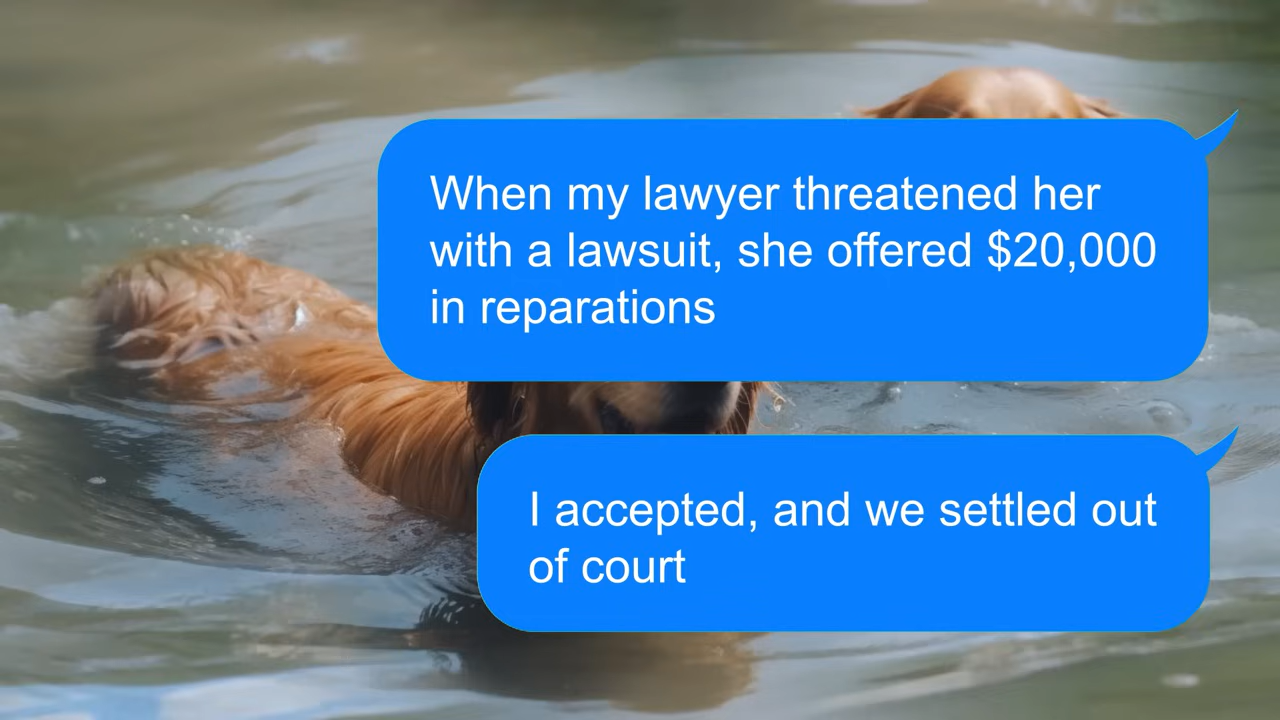 When my lawyer threatened her
with a lawsuit, she offered $20,000
in reparations
I accepted, and we settled out
of court